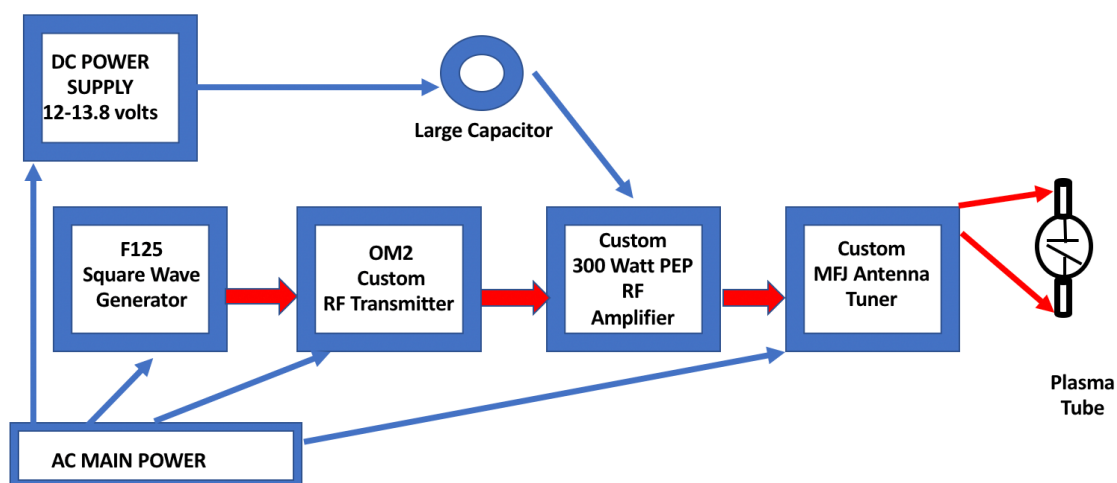 DC POWER
SUPPLY
12-13.8 volts
Large Capacitor
F125
Square Wave
Generator
OM2
Custom
RF Transmitter
Custom
300 Watt PEP
RF
Amplifier
Custom
MFJ Antenna
Tuner
Plasma
Tube
AC MAIN POWER